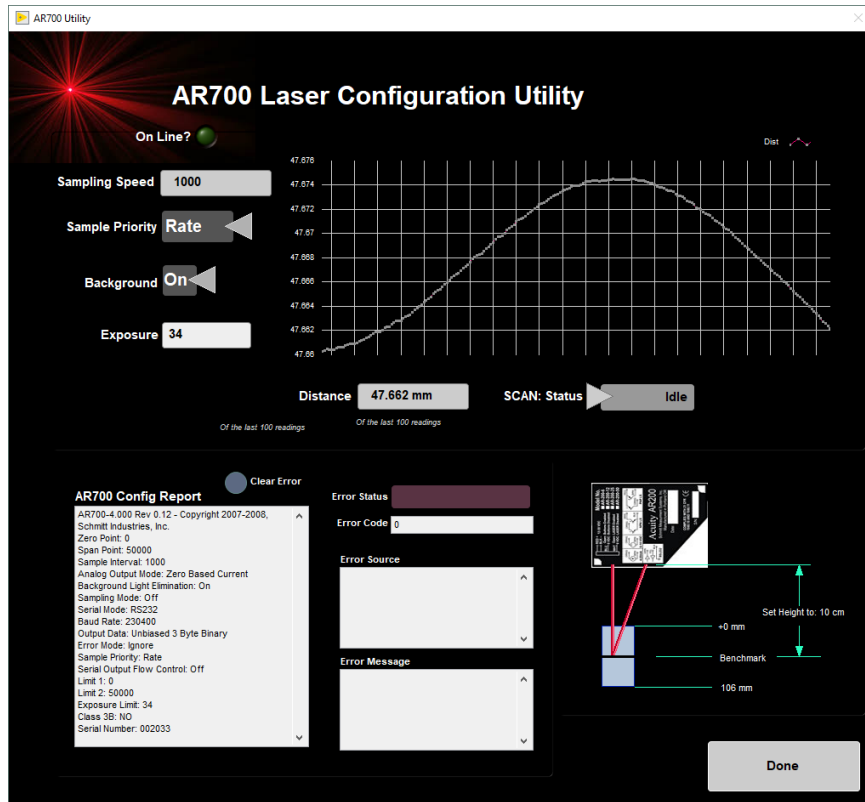 AR700 Utility
AR700 Laser Configuration Utility
On Line?
Dist
Sampling Speed 1000
Sample Priority Rate
Background On
Exposure 34
47.676
47.674
47.672
47.67
47.668
47.666
47.664
47.662
47.66
Distance 47.662 mm
SCAN: Status Idle
Of the last 100 readings
Of the last 100 readings
Clear Error
AR700 Config Report
AR700-4.000 Rev 0.12 - Copyright 2007-2008,
Schmitt Industries, Inc.
Zero Point: 0
Span Point: 50000
Sample Interval: 1000
Analog Output Mode: Zero Based Current
Background Light Elimination: On
Sampling Mode: Off
Serial Mode: RS232
Baud Rate: 230400
Output Data: Unbiased 3 Byte Binary
Error Mode: Ignore
Sample Priority: Rate
Serial Output Flow Control: Off
Limit 1: 0
Limit 2: 50000
Exposure Limit: 34
Class 3B: NO
Serial Number: 002033
Error Status
Error Code 0
Error Source
Error Message
Model No.
Acuity AR200
Set Height to: 10 cm
+0 mm
Benchmark
106 mm
Done